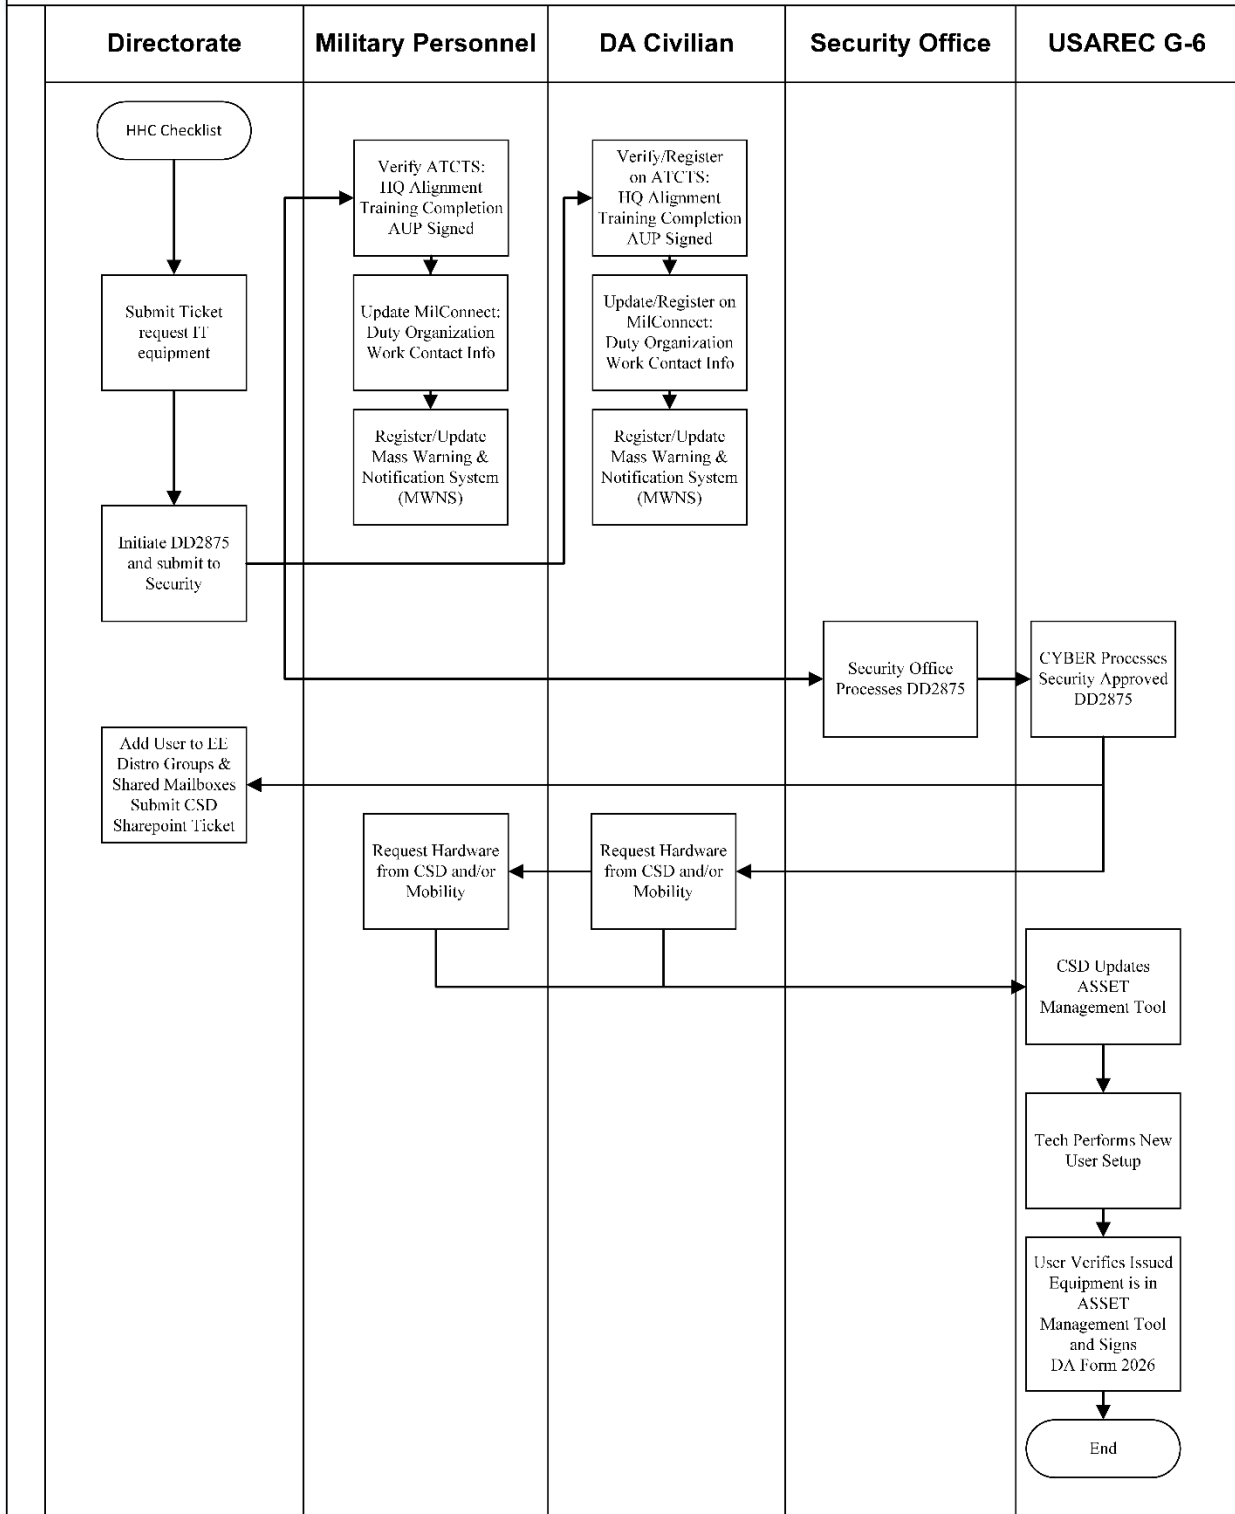 Directorate
Military Personnel
DA Civilian
Security Office
USAREC G-6
HHC Checklist
Submit Ticket
request IT
equipment
Initiate DD2875
and submit to
Security
Verify ATCTS:
HQ Alignment
Training Completion
AUP Signed
Update MilConnect:
Duty Organization
Work Contact Info
Register/Update
Mass Warning &
Notification System
(MWNS)
Verify/Register
on ATCTS:
HQ Alignment
Training Completion
AUP Signed
Update/Register on
MilConnect:
Duty Organization
Work Contact Info
Register/Update
Mass Warning &
Notification System
(MWNS)
Security Office
Processes DD2875
CYBER Processes
Security Approved
DD2875
Add User to EE
Distro Groups &
Shared Mailboxes
Submit CSD
Sharepoint Ticket
Request Hardware
from CSD and/or
Mobility
Request Hardware
from CSD and/or
Mobility
CSD Updates
ASSET
Management Tool
Tech Performs New
User Setup
User Verifies Issued
Equipment is in
ASSET
Management Tool
and Signs
DA Form 2026
End